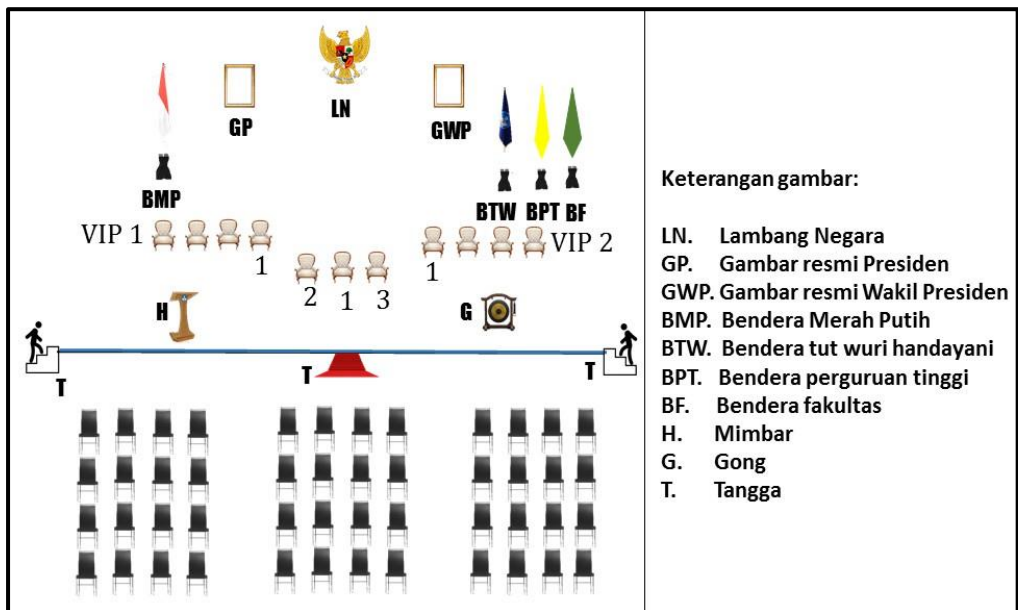 LN
GP
GWP
BMP
BTW BPT BF
VIP 1
VIP 2
1
1
2 1 3
H
G
T
T
T
Keterangan gambar:
LN. Lambang Negara
GP. Gambar resmi Presiden
GWP. Gambar resmi Wakil Presiden
BMP. Bendera Merah Putih
BTW. Bendera tut wuri handayani
BPT. Bendera perguruan tinggi
BF. Bendera fakultas
H. Mimbar
G. Gong
T. Tangga